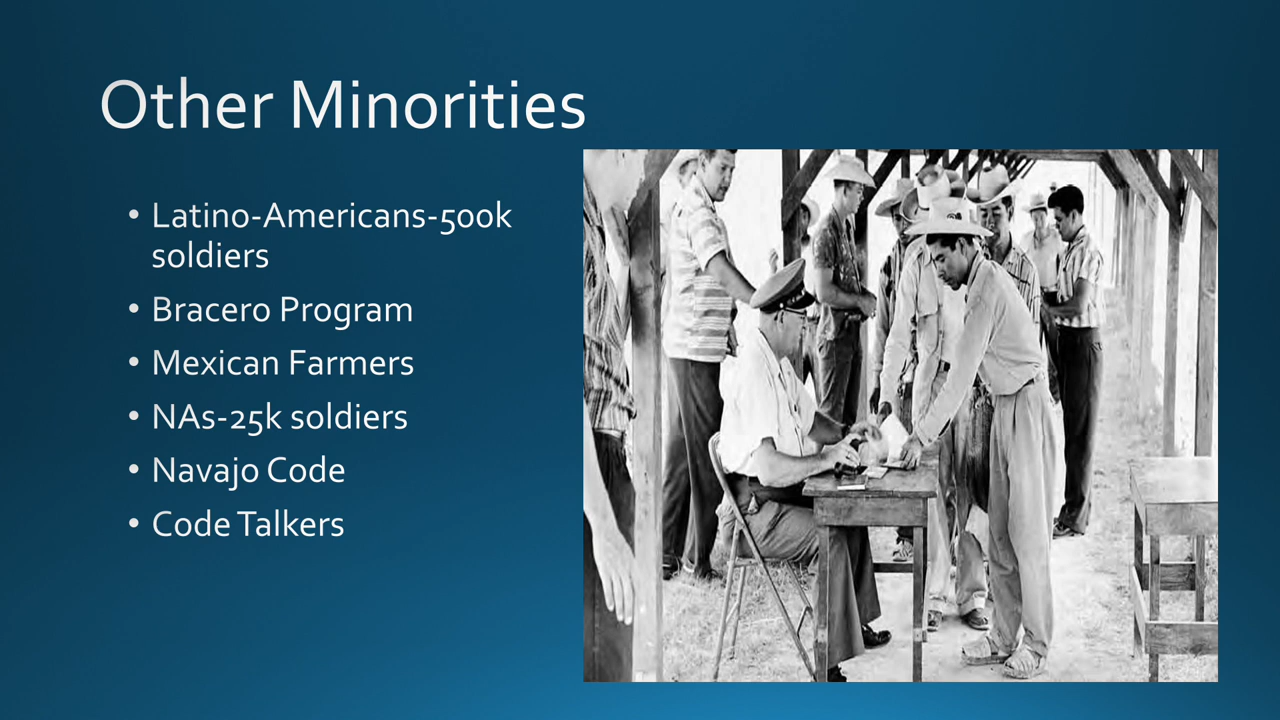 Other Minorities
• Latino-Americans-500k
soldiers
• Bracero Program
• Mexican Farmers
• NAs-25k soldiers
• Navajo Code
• Code Talkers